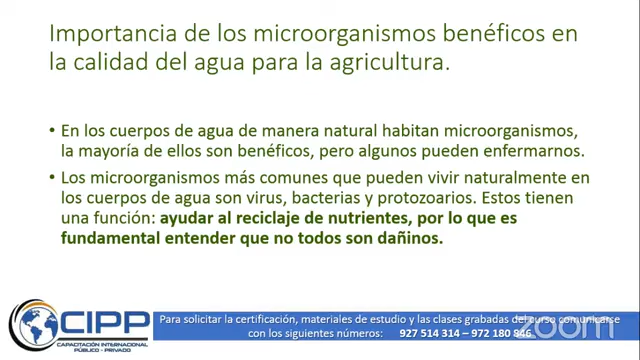 Importancia de los microorganismos benéficos en
la calidad del agua para la agricultura.
• En los cuerpos de agua de manera natural habitan microorganismos,
la mayoría de ellos son benéficos, pero algunos pueden enfermarnos.
• Los microorganismos más comunes que pueden vivir naturalmente en
los cuerpos de agua son virus, bacterias y protozoarios. Estos tienen
una función: ayudar al reciclaje de nutrientes, por lo que es
fundamental entender que no todos son dañinos.
CIPP
CAPACITACIÓN INTERNACIONAL
PÚBLICO - PRIVADO
Para solicitar la certificación, materiales de estudio y las clases grabadas del curso comunicarse
con los siguientes números: 927 514 314 – 972 180 846
zoom